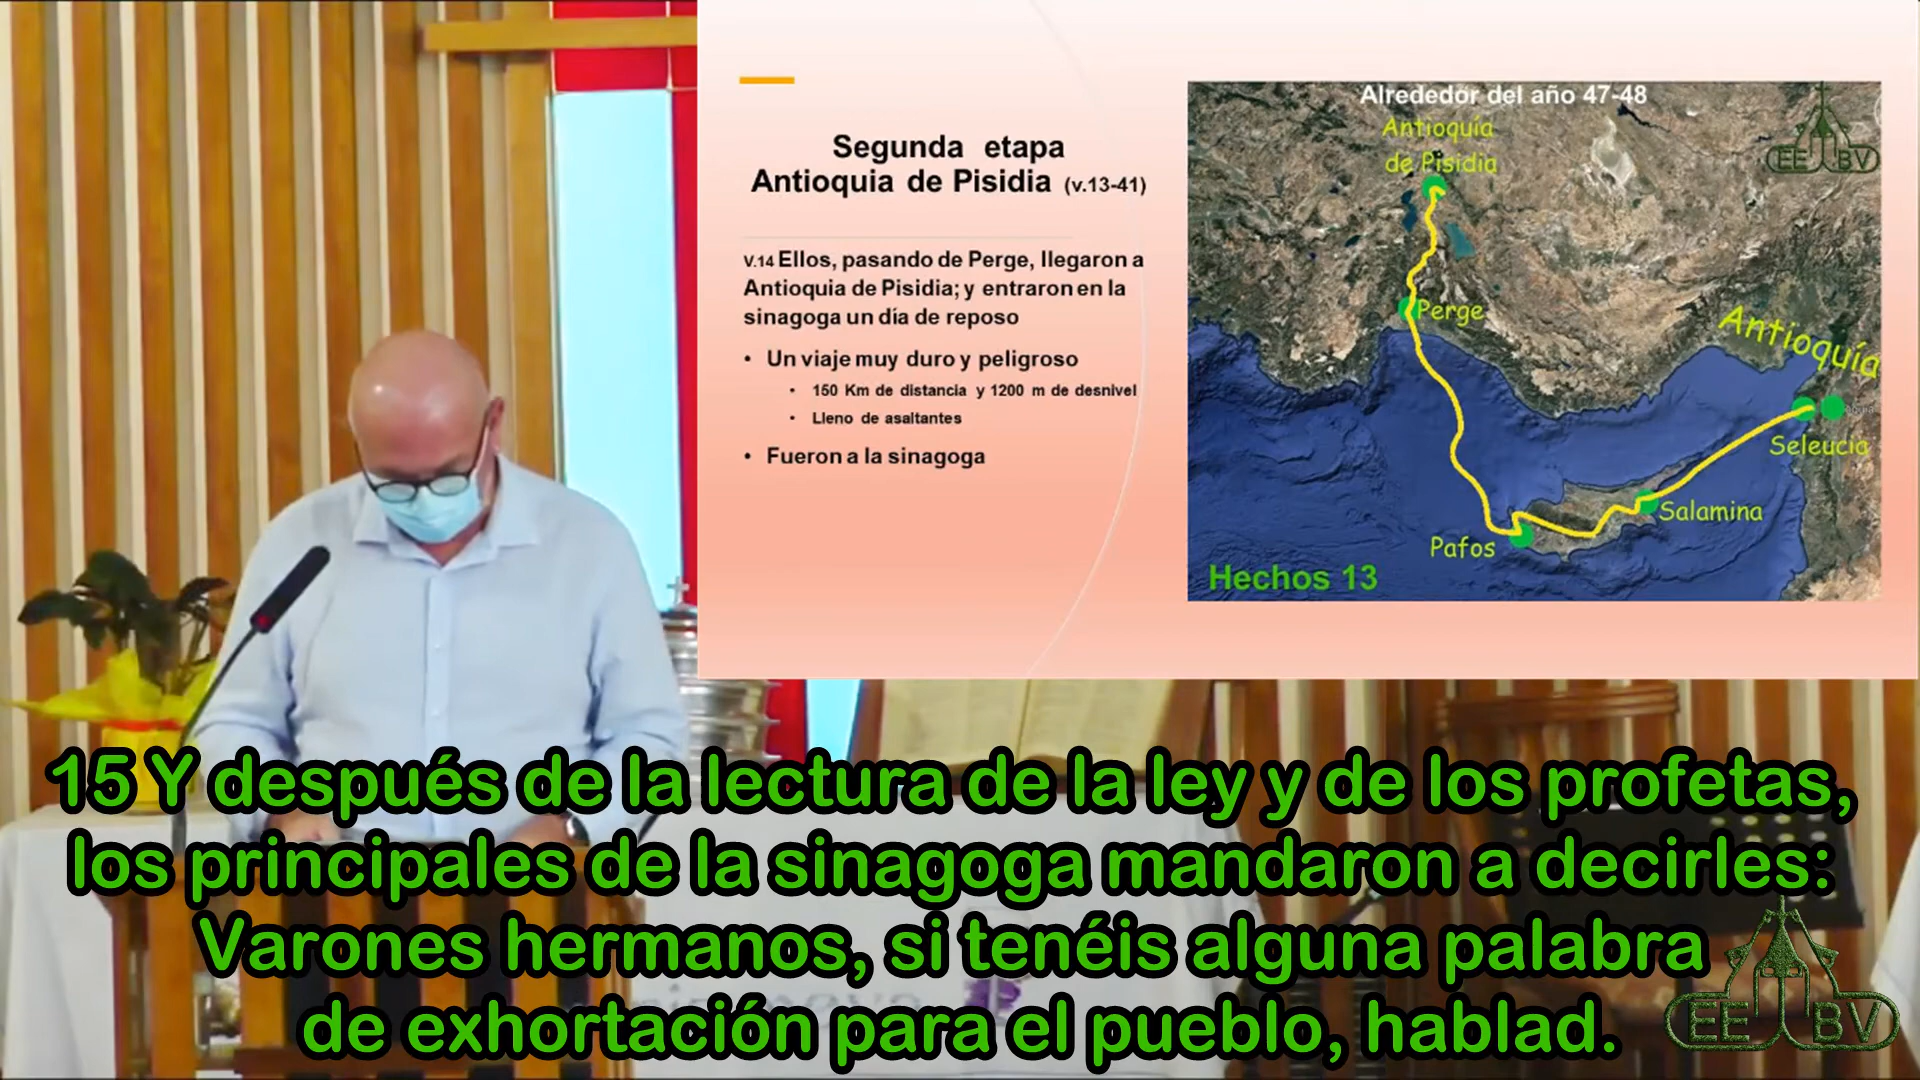 Segunda etapa
Antioquia de Pisidia (v.13-41)
v.14 Ellos, pasando de Perge, llegaron a
Antioquia de Pisidia; y entraron en la
sinagoga un día de reposo
• Un viaje muy duro y peligroso
• 150 Km de distancia y 1200 m de desnivel
• Lleno de asaltantes
• Fueron a la sinagoga
Alrededor del año 47-48
Antioquía
de Pisidia
EE BV
Perge
Antioquía
Seleucia
Salamina
Pafos
Hechos 13
15 Y después de la lectura de la ley y de los profetas,
los principales de la sinagoga mandaron a decirles:
Varones hermanos, si tenéis alguna palabra
de exhortación para el pueblo, hablad.
EE BV